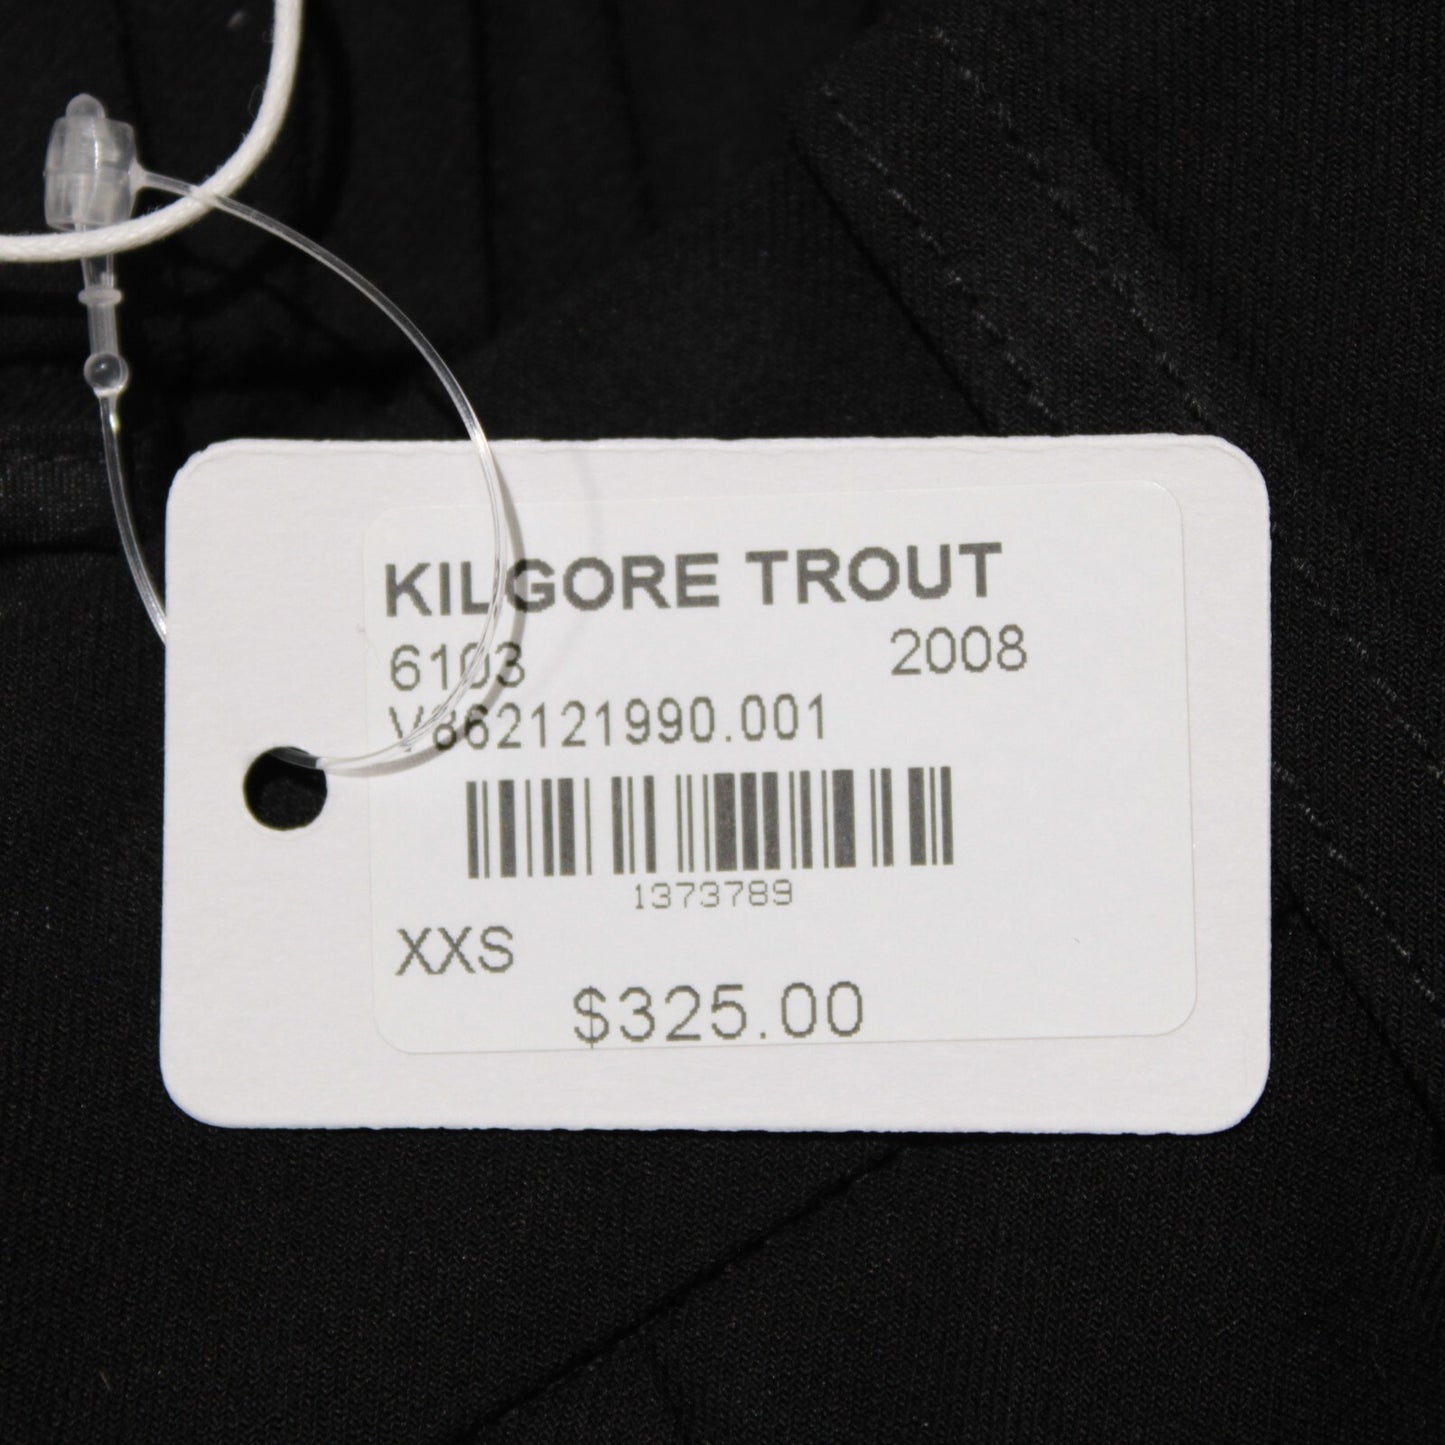 KILGORE TROUT
6103 2008
V862121990.001
1373789
XXS
$325.00